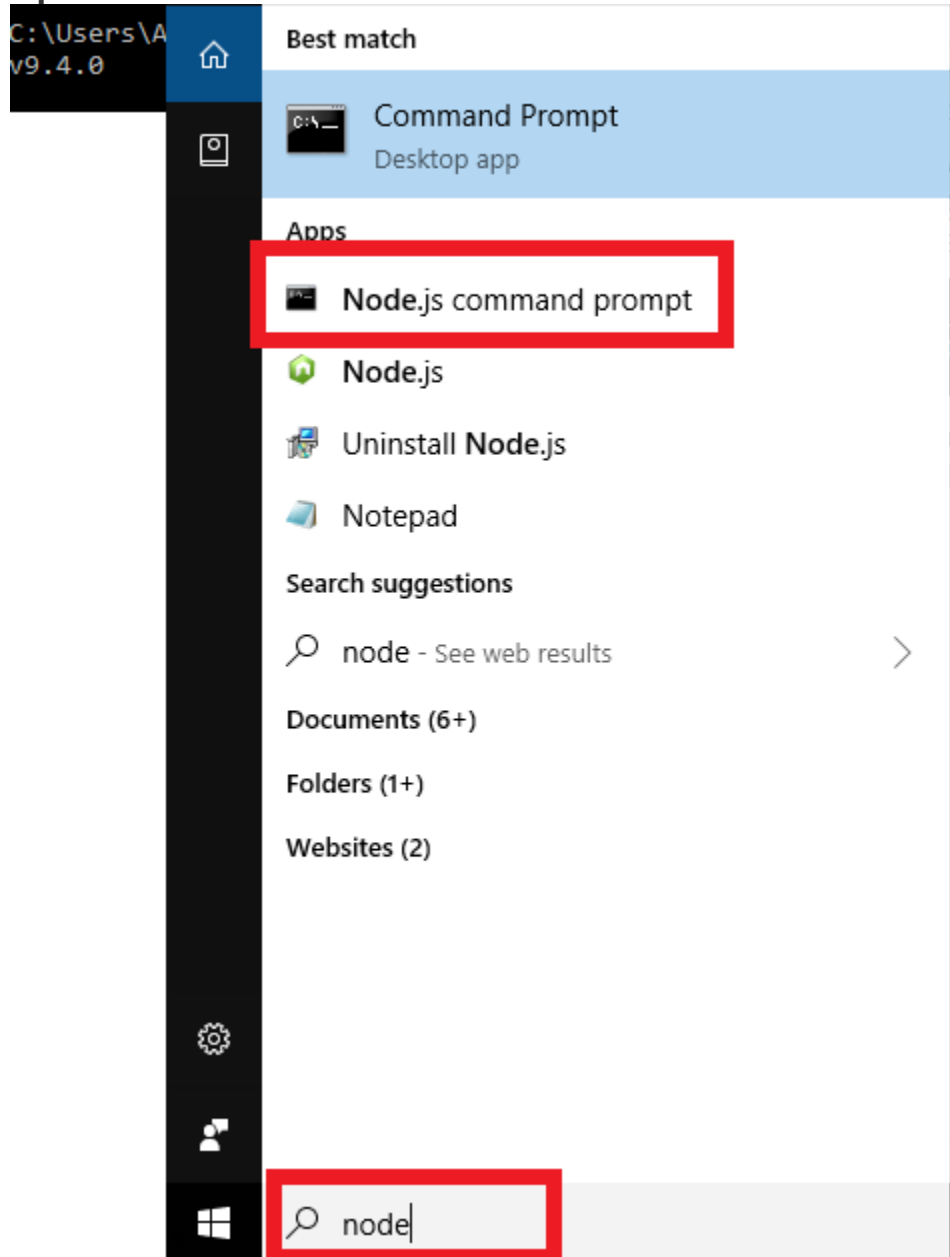 C:\Users\A
v9.4.0
Best match
Command Prompt
Desktop app
Apps
Node.js command prompt
Node.js
Uninstall Node.js
Notepad
Search suggestions
node - See web results
Documents (6+)
Folders (1+)
Websites (2)
node